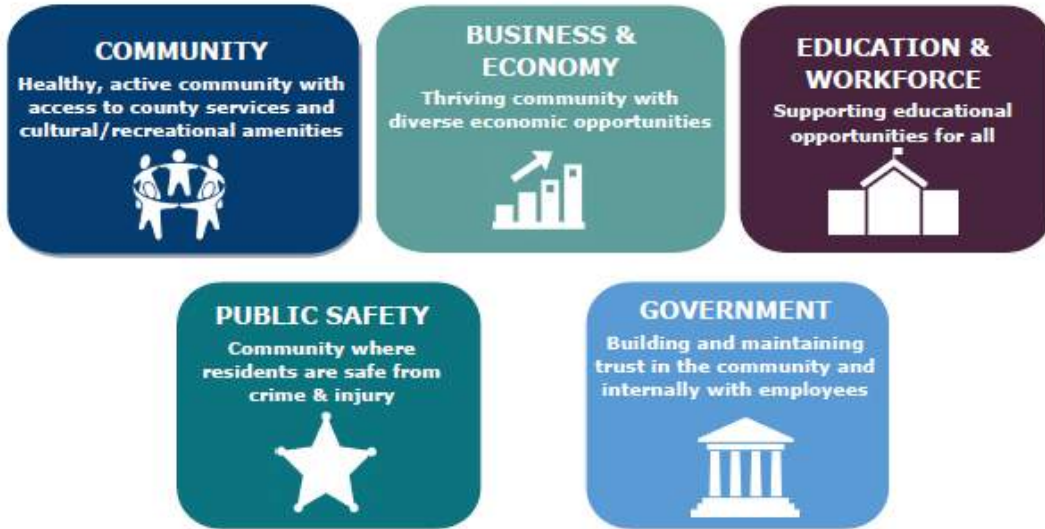 COMMUNITY
Healthy, active community with
access to county services and
cultural/recreational amenities
BUSINESS &
ECONOMY
Thriving community with
diverse economic opportunities
EDUCATION &
WORKFORCE
Supporting educational
opportunities for all
PUBLIC SAFETY
Community where
residents are safe from
crime & injury
GOVERNMENT
Building and maintaining
trust in the community and
internally with employees